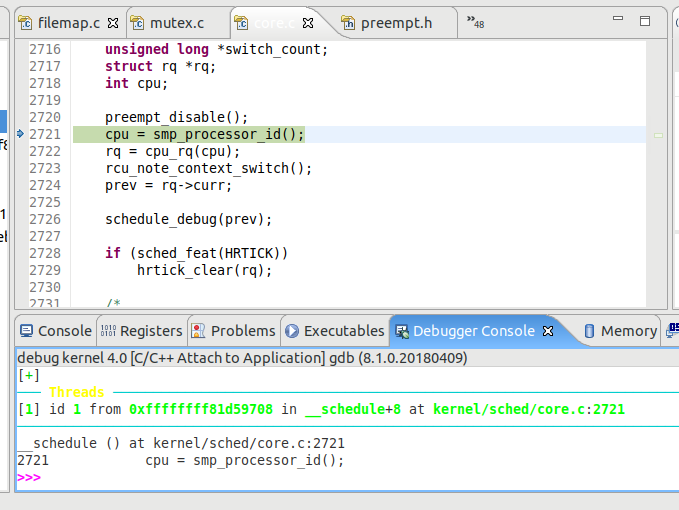 filemap.c mutex.c core.c preempt.h »48
2716 unsigned long *switch_count;
2717 struct rq *rq;
2718 int cpu;
2719
2720 preempt_disable();
2721 cpu = smp_processor_id();
2722 rq = cpu_rq(cpu);
2723 rcu_note_context_switch();
2724 prev = rq->curr;
2725
2726 schedule_debug(prev);
2727
2728 if (sched_feat(HRTICK))
2729 hrtick_clear(rq);
2730
2731 /*
Console Registers Problems Executables Debugger Console Memory
debug kernel 4.0 [C/C++ Attach to Application] gdb (8.1.0.20180409)
[+]
Threads
[1] id 1 from 0xffffffff81d59708 in __schedule+8 at kernel/sched/core.c:2721
__schedule () at kernel/sched/core.c:2721
2721 cpu = smp_processor_id();
>>>